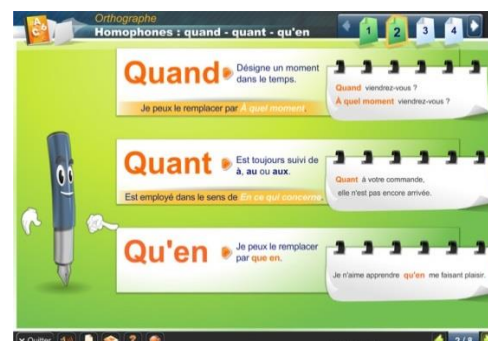 Orthographe
Homophones : quand - quant - qu'en
1 2 3 4
Quand
Désigne un moment
dans le temps.
Je peux le remplacer par À quel moment.
Quand viendrez-vous ?
À quel moment viendrez-vous ?
Quant
Est toujours suivi de
à, au ou aux.
Est employé dans le sens de En ce qui concerne.
Quant à votre commande,
elle n'est pas encore arrivée.
Qu'en
Je peux le remplacer
par que en.
Je n'aime apprendre qu'en me faisant plaisir.
Quitter
2 / 8